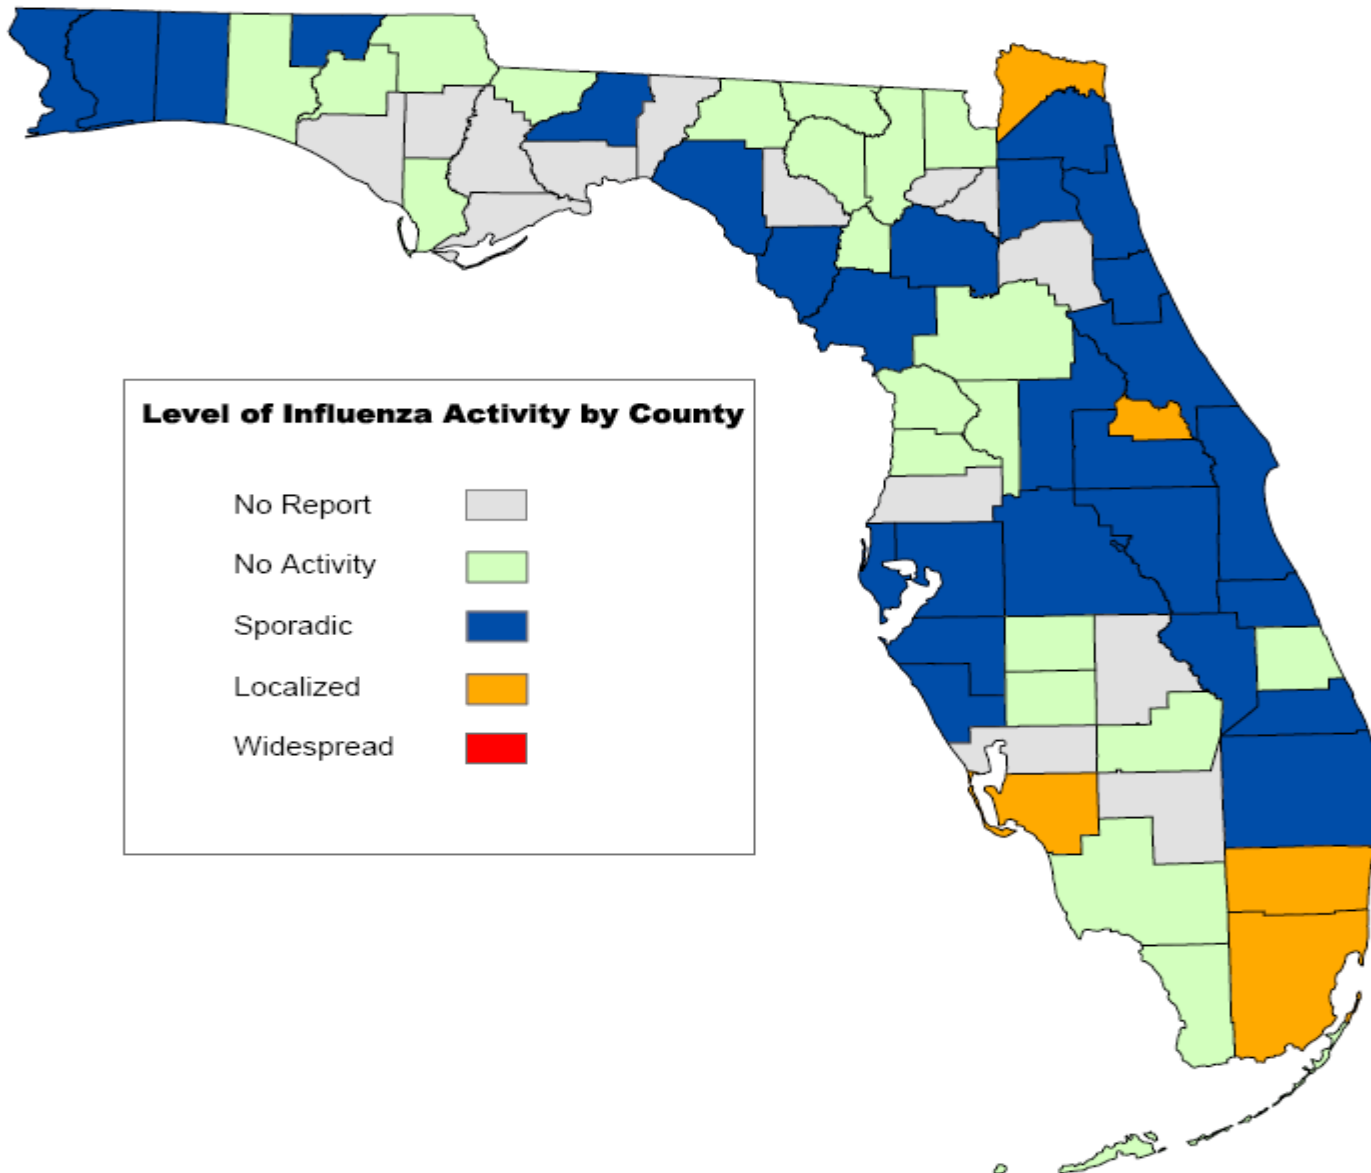 Level of Influenza Activity by County
No Report
No Activity
Sporadic
Localized
Widespread